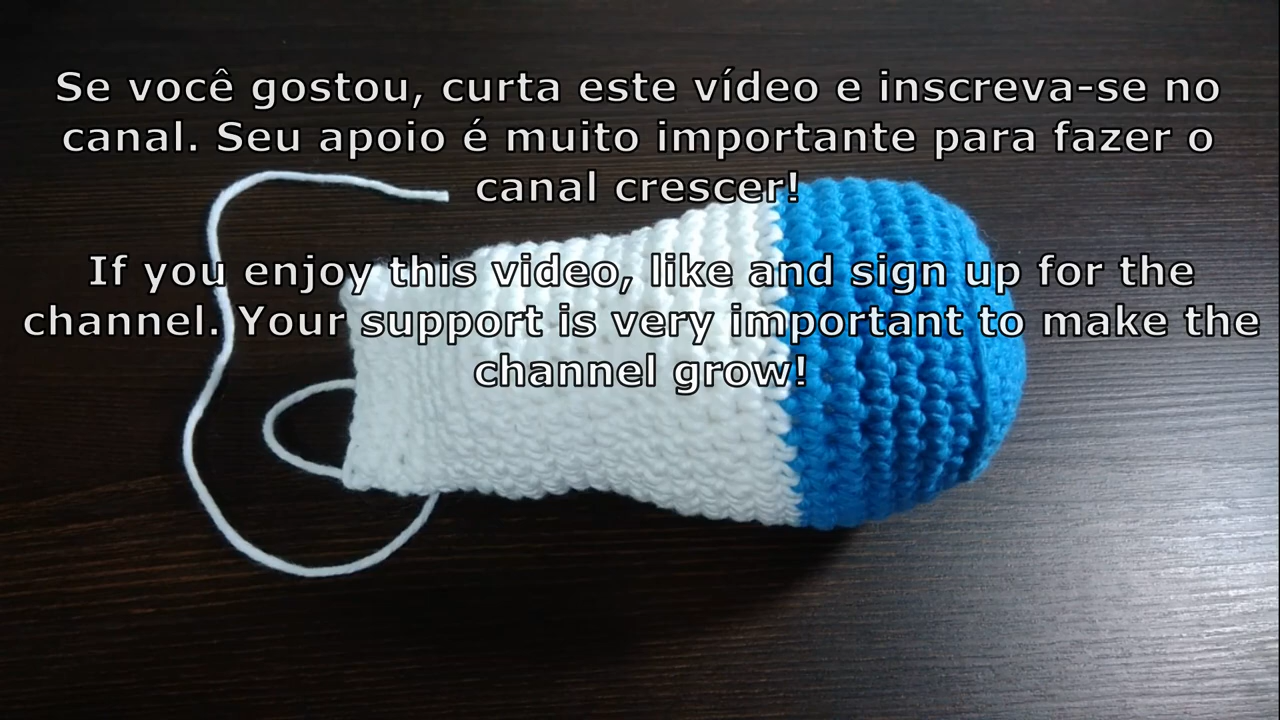 Se você gostou, curta este vídeo e inscreva-se no
canal. Seu apoio é muito importante para fazer o
canal crescer!
If you enjoy this video, like and sign up for the
channel. Your support is very important to make the
channel grow!